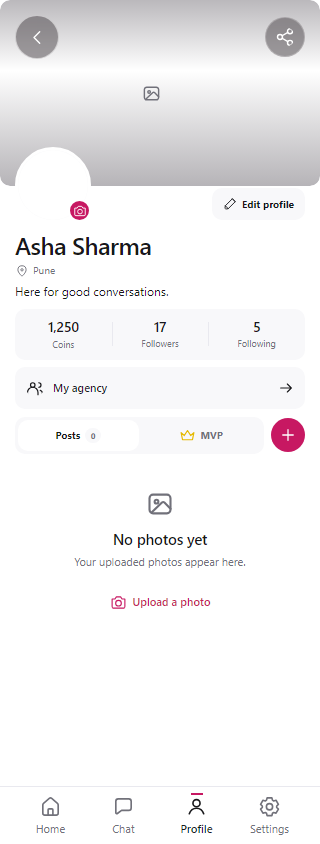 Edit profile
Asha Sharma
Pune
Here for good conversations.
1,250 17 5
Coins Followers Following
My agency
Posts 0 MVP
No photos yet
Your uploaded photos appear here.
Upload a photo
Home Chat Profile Settings